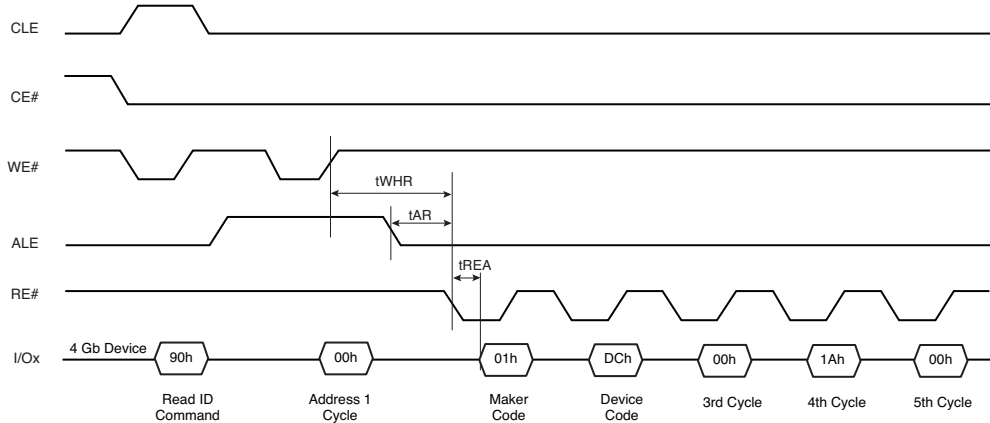 CLE
CE#
WE#
tWHR
tAR
ALE
tREA
RE#
I/Ox
4 Gb Device
90h
00h
01h
DCh
00h
1Ah
00h
Read ID
Command
Address 1
Cycle
Maker
Code
Device
Code
3rd Cycle
4th Cycle
5th Cycle